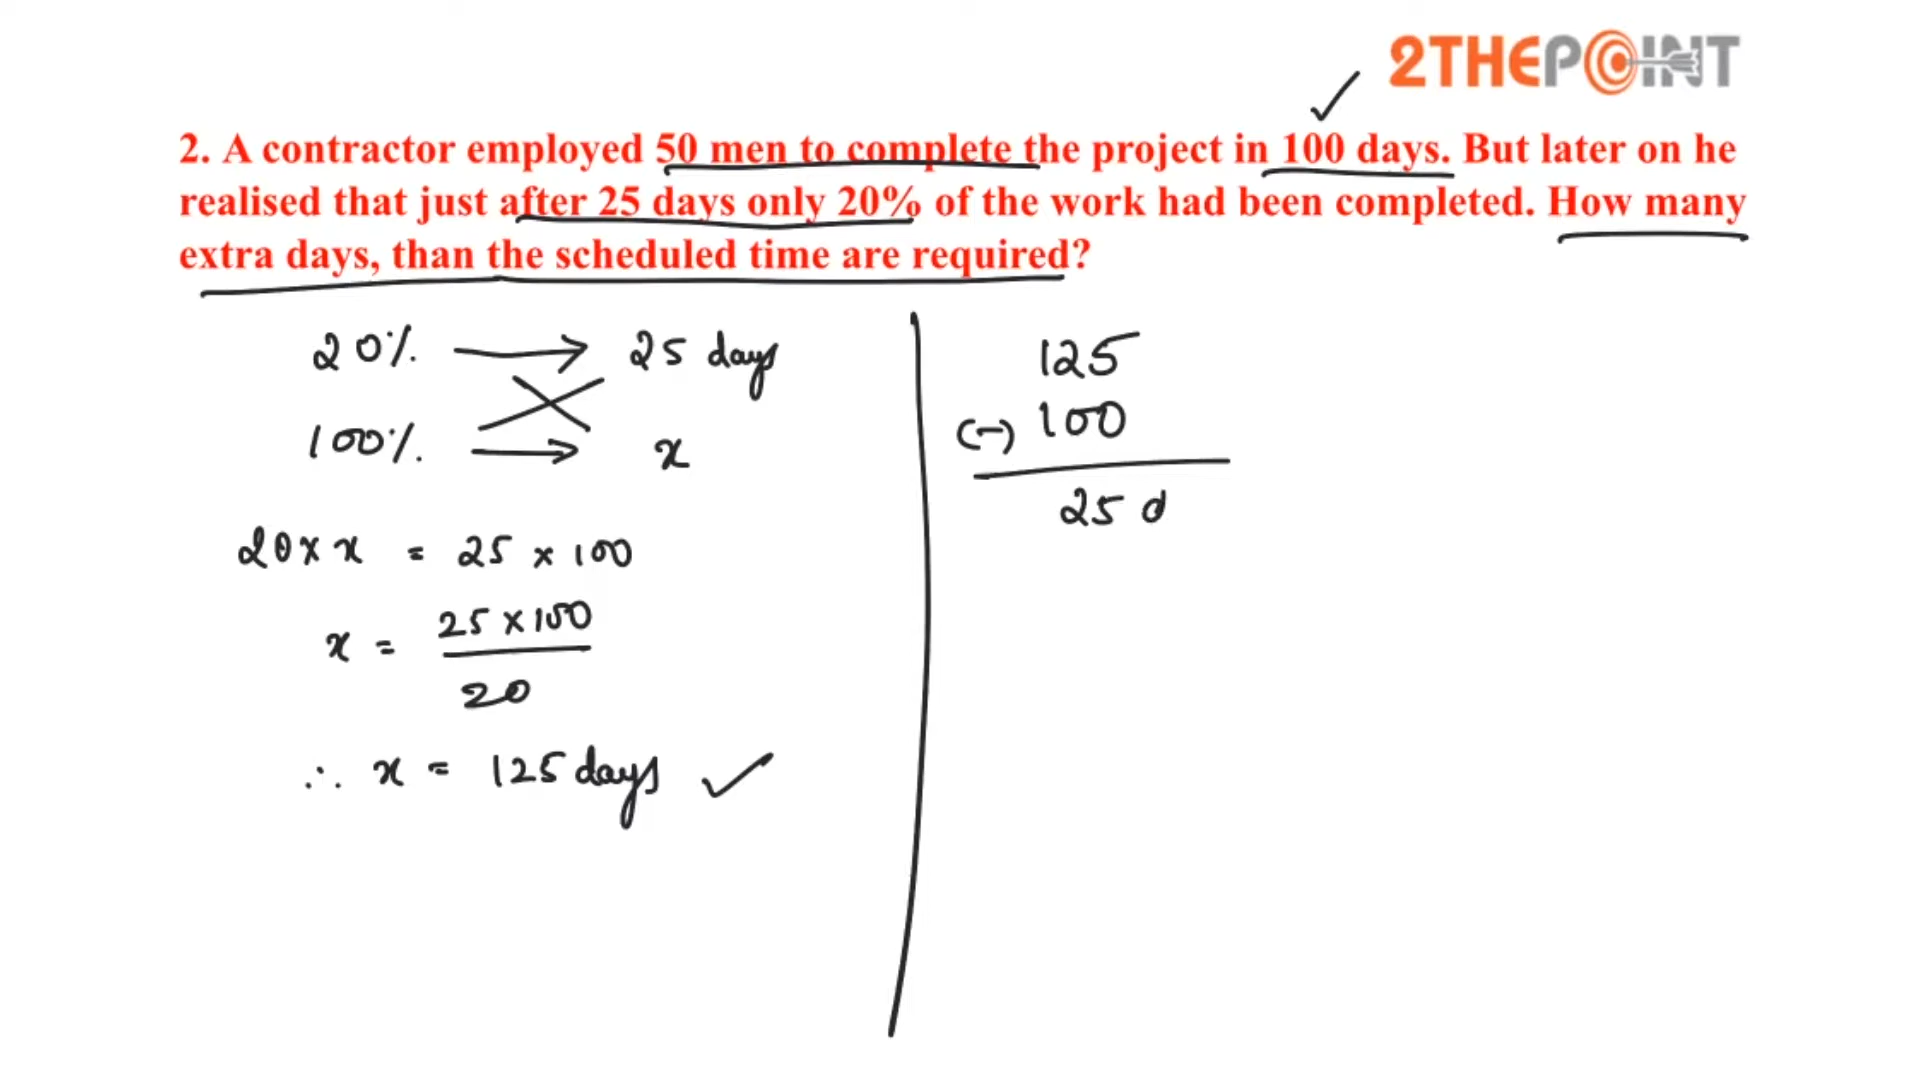 2THEPOINT
2. A contractor employed 50 men to complete the project in 100 days. But later on he
realised that just after 25 days only 20% of the work had been completed. How many
extra days, than the scheduled time are required?
20% → 25 days
100% → x
20 × x = 25 × 100
x = 25 × 100
20
∴ x = 125 days ✓
125
(-) 100
25 d